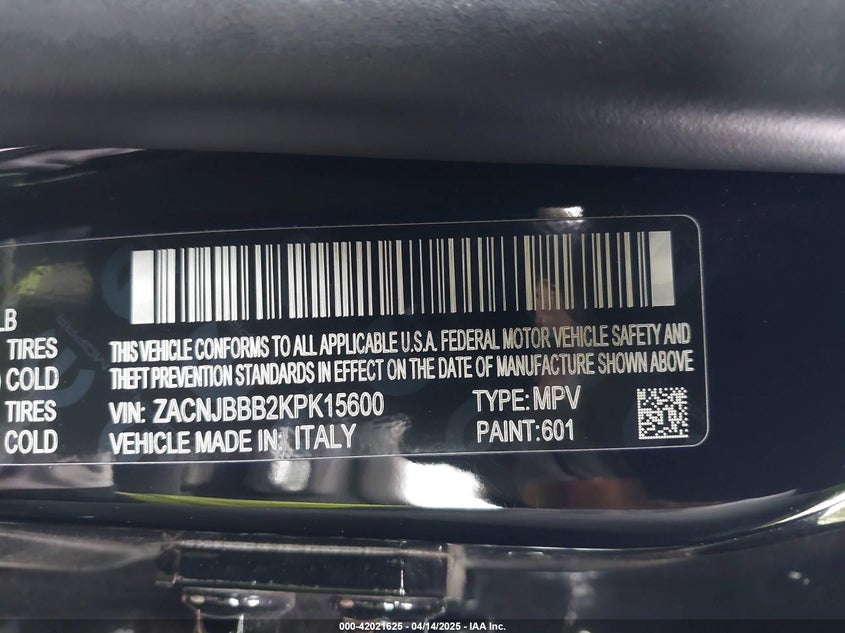 LB
TIRES
COLD
TIRES
COLD
THIS VEHICLE CONFORMS TO ALL APPLICABLE U.S.A. FEDERAL MOTOR VEHICLE SAFETY AND
THEFT PREVENTION STANDARDS IN EFFECT ON THE DATE OF MANUFACTURE SHOWN ABOVE
VIN: ZACNJBBB2KPK15600 TYPE: MPV
VEHICLE MADE IN: ITALY PAINT:601
000-42021625 - 04/14/2025 - IAA Inc.